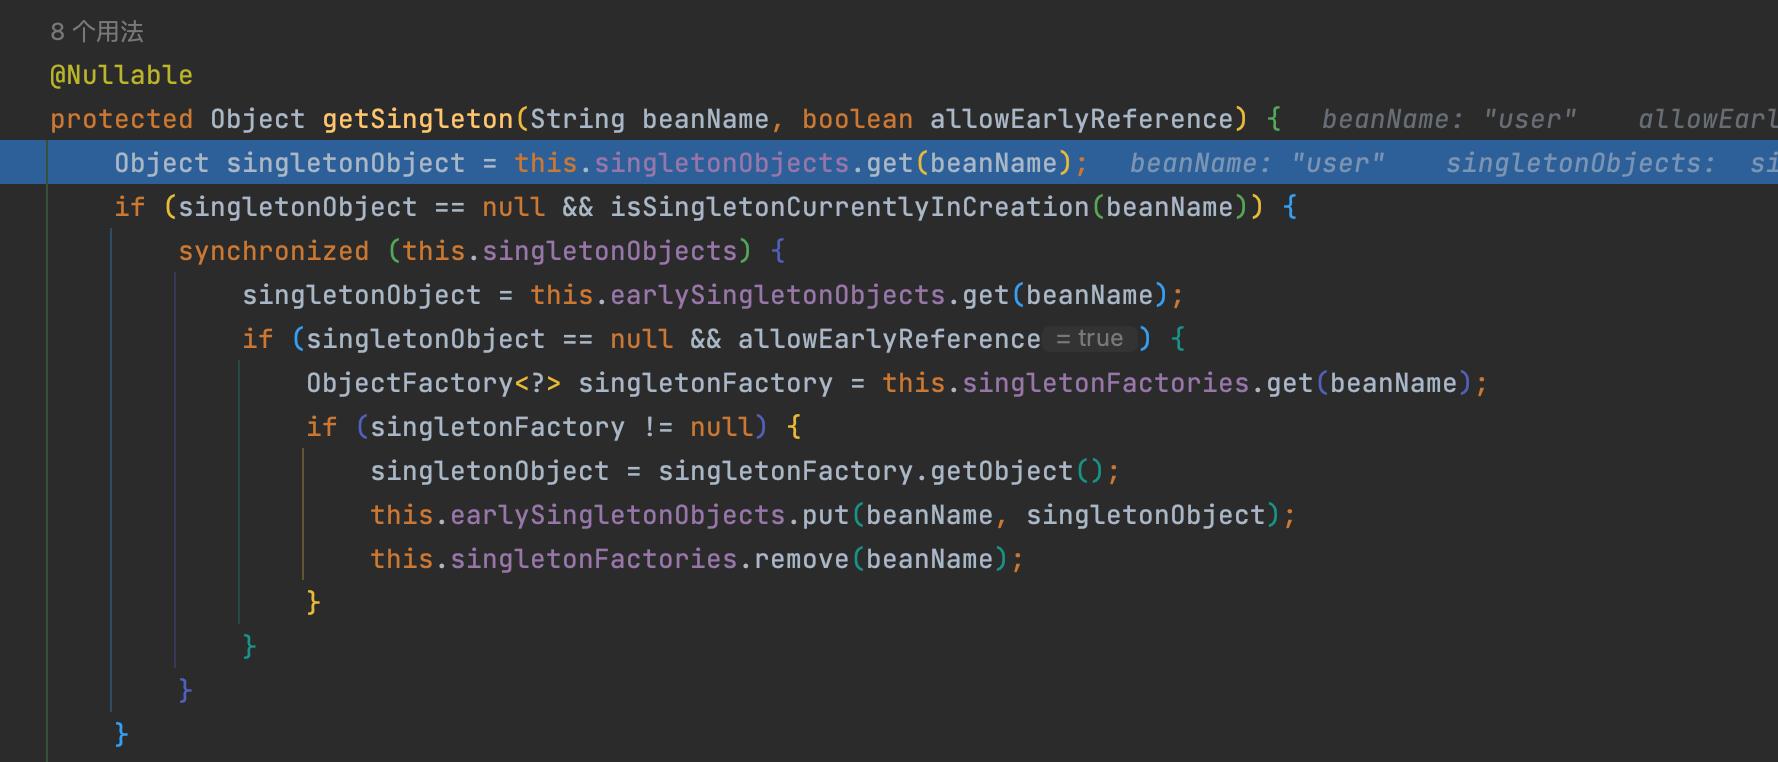 8 个用法
@Nullable
protected Object getSingleton(String beanName, boolean allowEarlyReference) { beanName: "user" allowEarl
Object singletonObject = this.singletonObjects.get(beanName); beanName: "user" singletonObjects: si
if (singletonObject == null && isSingletonCurrentlyInCreation(beanName)) {
synchronized (this.singletonObjects) {
singletonObject = this.earlySingletonObjects.get(beanName);
if (singletonObject == null && allowEarlyReference = true ) {
ObjectFactory<?> singletonFactory = this.singletonFactories.get(beanName);
if (singletonFactory != null) {
singletonObject = singletonFactory.getObject();
this.earlySingletonObjects.put(beanName, singletonObject);
this.singletonFactories.remove(beanName);
}
}
}
}